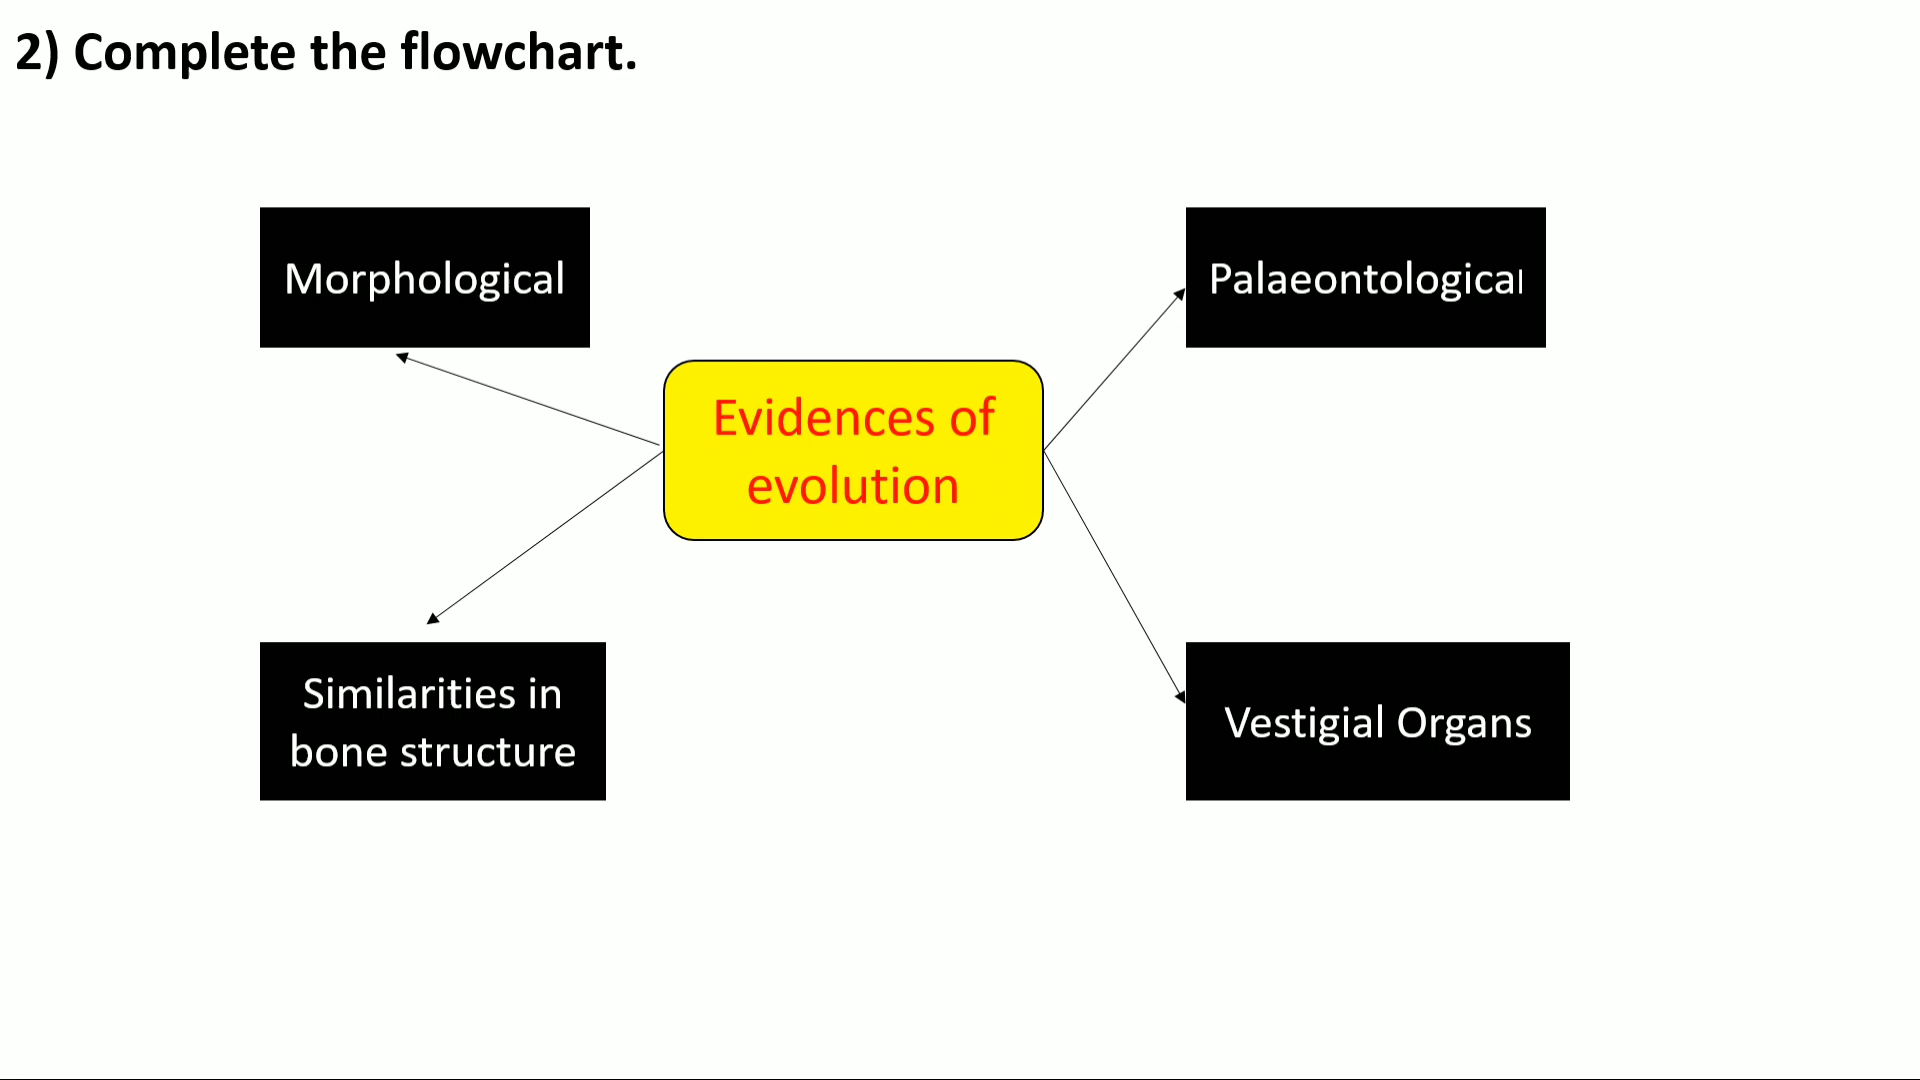 2) Complete the flowchart.
Morphological
Palaeontological
Evidences of
evolution
Similarities in
bone structure
Vestigial Organs